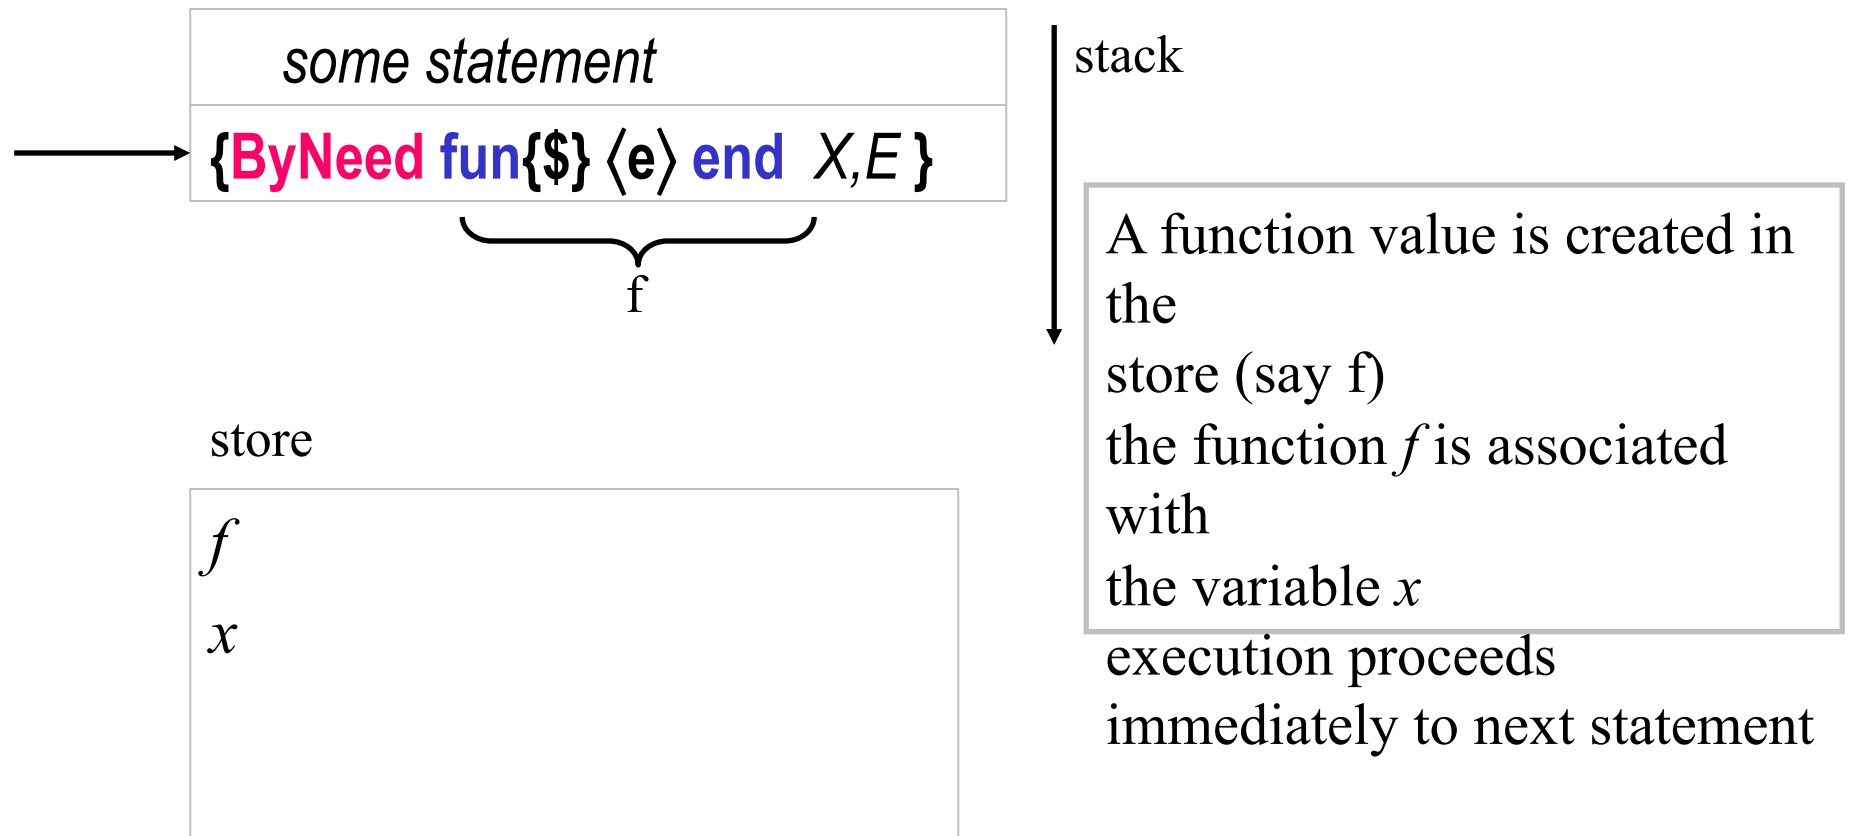 some statement
stack
{ByNeed fun{$} ⟨e⟩ end X,E }
f
A function value is created in
the
store (say f)
the function f is associated
with
the variable x
execution proceeds
immediately to next statement
store
f
x